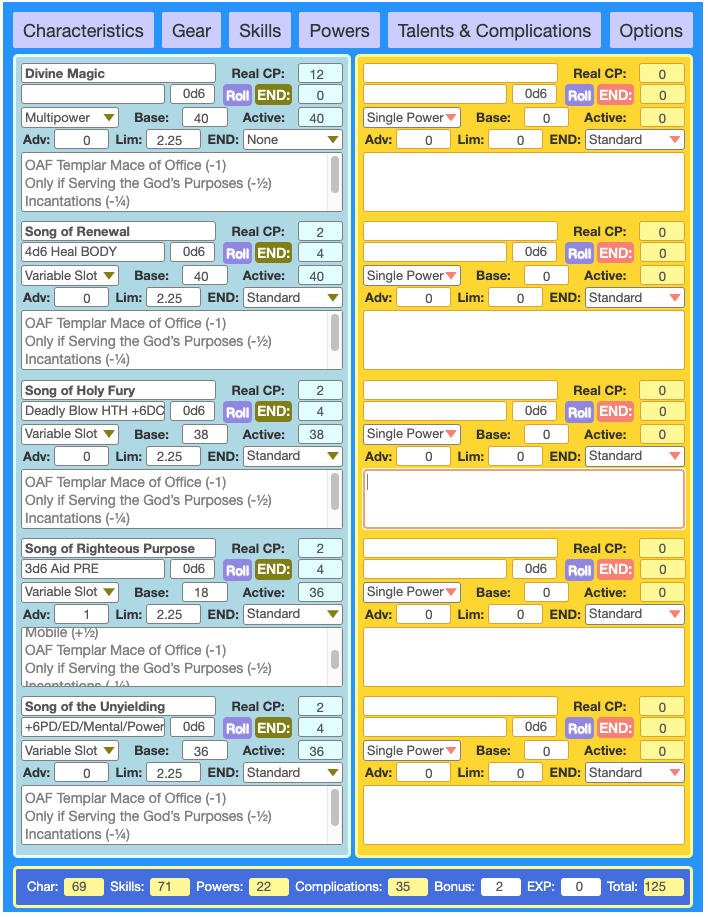 Characteristics Gear Skills Powers Talents & Complications Options
Divine Magic Real CP: 12
0d6 Roll END: 0
Multipower Base: 40 Active: 40
Adv: 0 Lim: 2.25 END: None
OAF Templar Mace of Office (-1)
Only if Serving the God's Purposes (-½)
Incantations (-¼)
Song of Renewal Real CP: 2
4d6 Heal BODY 0d6 Roll END: 4
Variable Slot Base: 40 Active: 40
Adv: 0 Lim: 2.25 END: Standard
OAF Templar Mace of Office (-1)
Only if Serving the God's Purposes (-½)
Incantations (-¼)
Song of Holy Fury Real CP: 2
Deadly Blow HTH +6DC 0d6 Roll END: 4
Variable Slot Base: 38 Active: 38
Adv: 0 Lim: 2.25 END: Standard
OAF Templar Mace of Office (-1)
Only if Serving the God's Purposes (-½)
Incantations (-¼)
Song of Righteous Purpose Real CP: 2
3d6 Aid PRE 0d6 Roll END: 4
Variable Slot Base: 18 Active: 36
Adv: 1 Lim: 2.25 END: Standard
Mobile (+½)
OAF Templar Mace of Office (-1)
Only if Serving the God's Purposes (-½)
Incantations (-¼)
Song of the Unyielding Real CP: 2
+6PD/ED/Mental/Power 0d6 Roll END: 4
Variable Slot Base: 36 Active: 36
Adv: 0 Lim: 2.25 END: Standard
OAF Templar Mace of Office (-1)
Only if Serving the God's Purposes (-½)
Incantations (-¼)
Real CP: 0
0d6 Roll END: 0
Single Power Base: 0 Active: 0
Adv: 0 Lim: 0 END: Standard
Real CP: 0
0d6 Roll END: 0
Single Power Base: 0 Active: 0
Adv: 0 Lim: 0 END: Standard
Real CP: 0
0d6 Roll END: 0
Single Power Base: 0 Active: 0
Adv: 0 Lim: 0 END: Standard
Real CP: 0
0d6 Roll END: 0
Single Power Base: 0 Active: 0
Adv: 0 Lim: 0 END: Standard
Real CP: 0
0d6 Roll END: 0
Single Power Base: 0 Active: 0
Adv: 0 Lim: 0 END: Standard
Char: 69 Skills: 71 Powers: 22 Complications: 35 Bonus: 2 EXP: 0 Total: 125